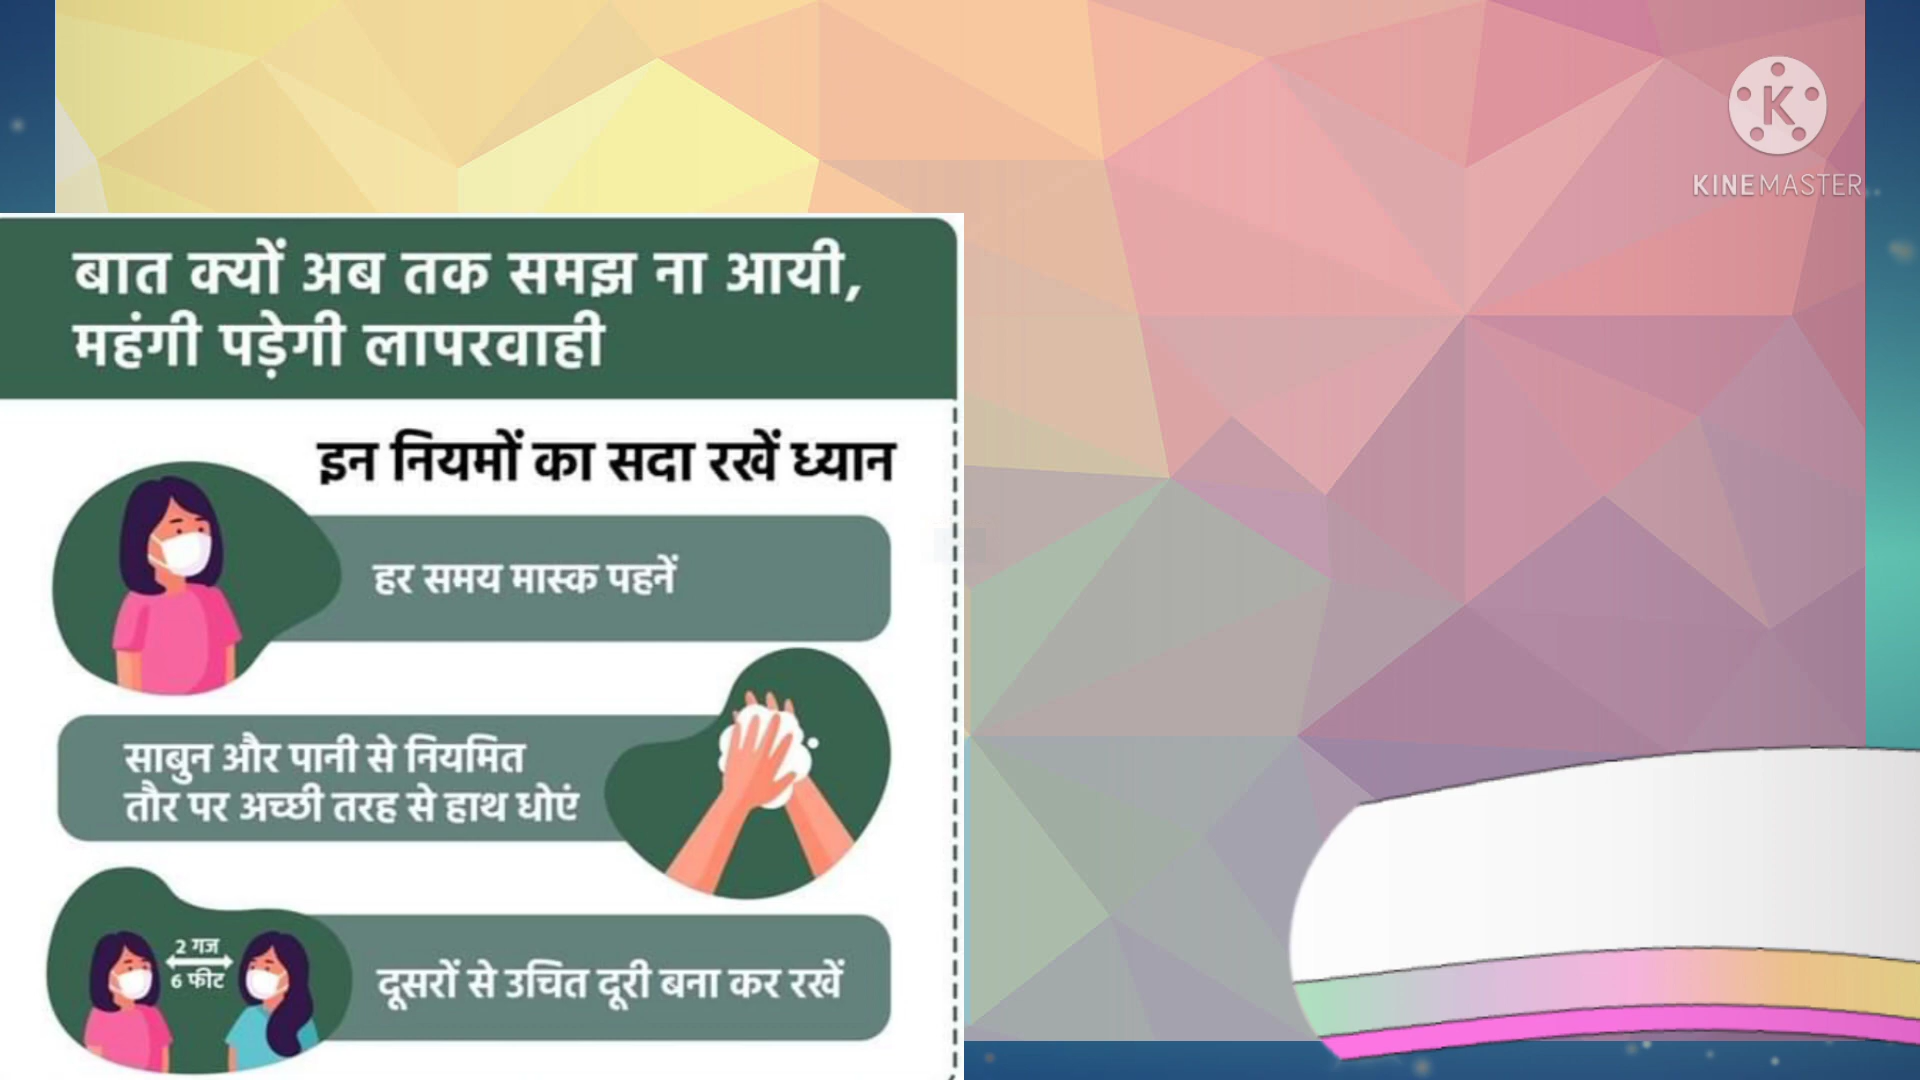 बात क्यों अब तक समझ ना आयी,
महंगी पड़ेगी लापरवाही
इन नियमों का सदा रखें ध्यान
हर समय मास्क पहनें
साबुन और पानी से नियमित
तौर पर अच्छी तरह से हाथ धोएं
2 गज
6 फीट
दूसरों से उचित दूरी बना कर रखें
K
KINEMASTER